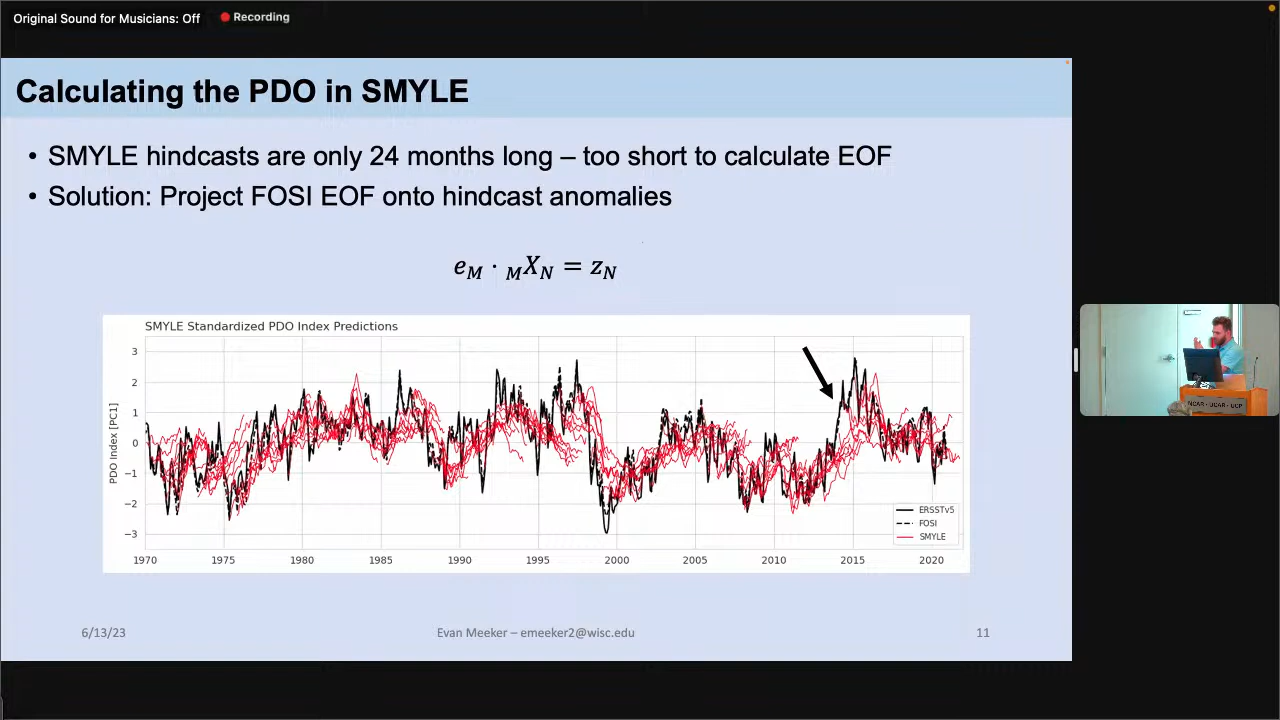 Original Sound for Musicians: Off
Recording
Calculating the PDO in SMYLE
• SMYLE hindcasts are only 24 months long – too short to calculate EOF
• Solution: Project FOSI EOF onto hindcast anomalies
e_M · _M X_N = z_N
SMYLE Standardized PDO Index Predictions
PDO Index [PC1]
3
2
1
0
−1
−2
−3
ERSSTv5
FOSI
SMYLE
1970 1975 1980 1985 1990 1995 2000 2005 2010 2015 2020
6/13/23
Evan Meeker – emeeker2@wisc.edu
11
NCAR - UCAR - UCP